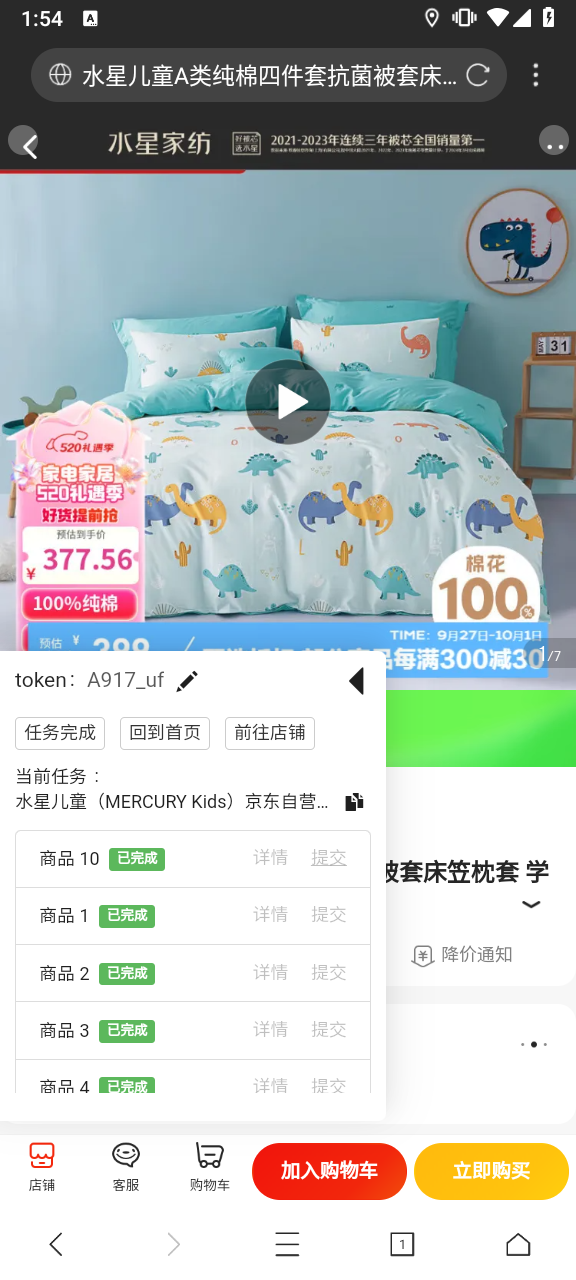 1:54
A
水星儿童A类纯棉四件套抗菌被套床...
水星家纺
好被芯
选水星
2021-2023年连续三年被芯全国销量第一
MAY 31
520礼遇季
家电家居
520礼遇季
好货提前抢
预估到手价
¥377.56
100%纯棉
棉花
100%
TIME: 9月27日-10月1日
预估 ¥
每满300减30
1/7
token: A917_uf
任务完成 回到首页 前往店铺
当前任务：
水星儿童（MERCURY Kids）京东自营...
商品 10 已完成 详情 提交
商品 1 已完成 详情 提交
商品 2 已完成 详情 提交
商品 3 已完成 详情 提交
商品 4 已完成 详情 提交
被套床笠枕套 学
降价通知
店铺 客服 购物车 加入购物车 立即购买
1